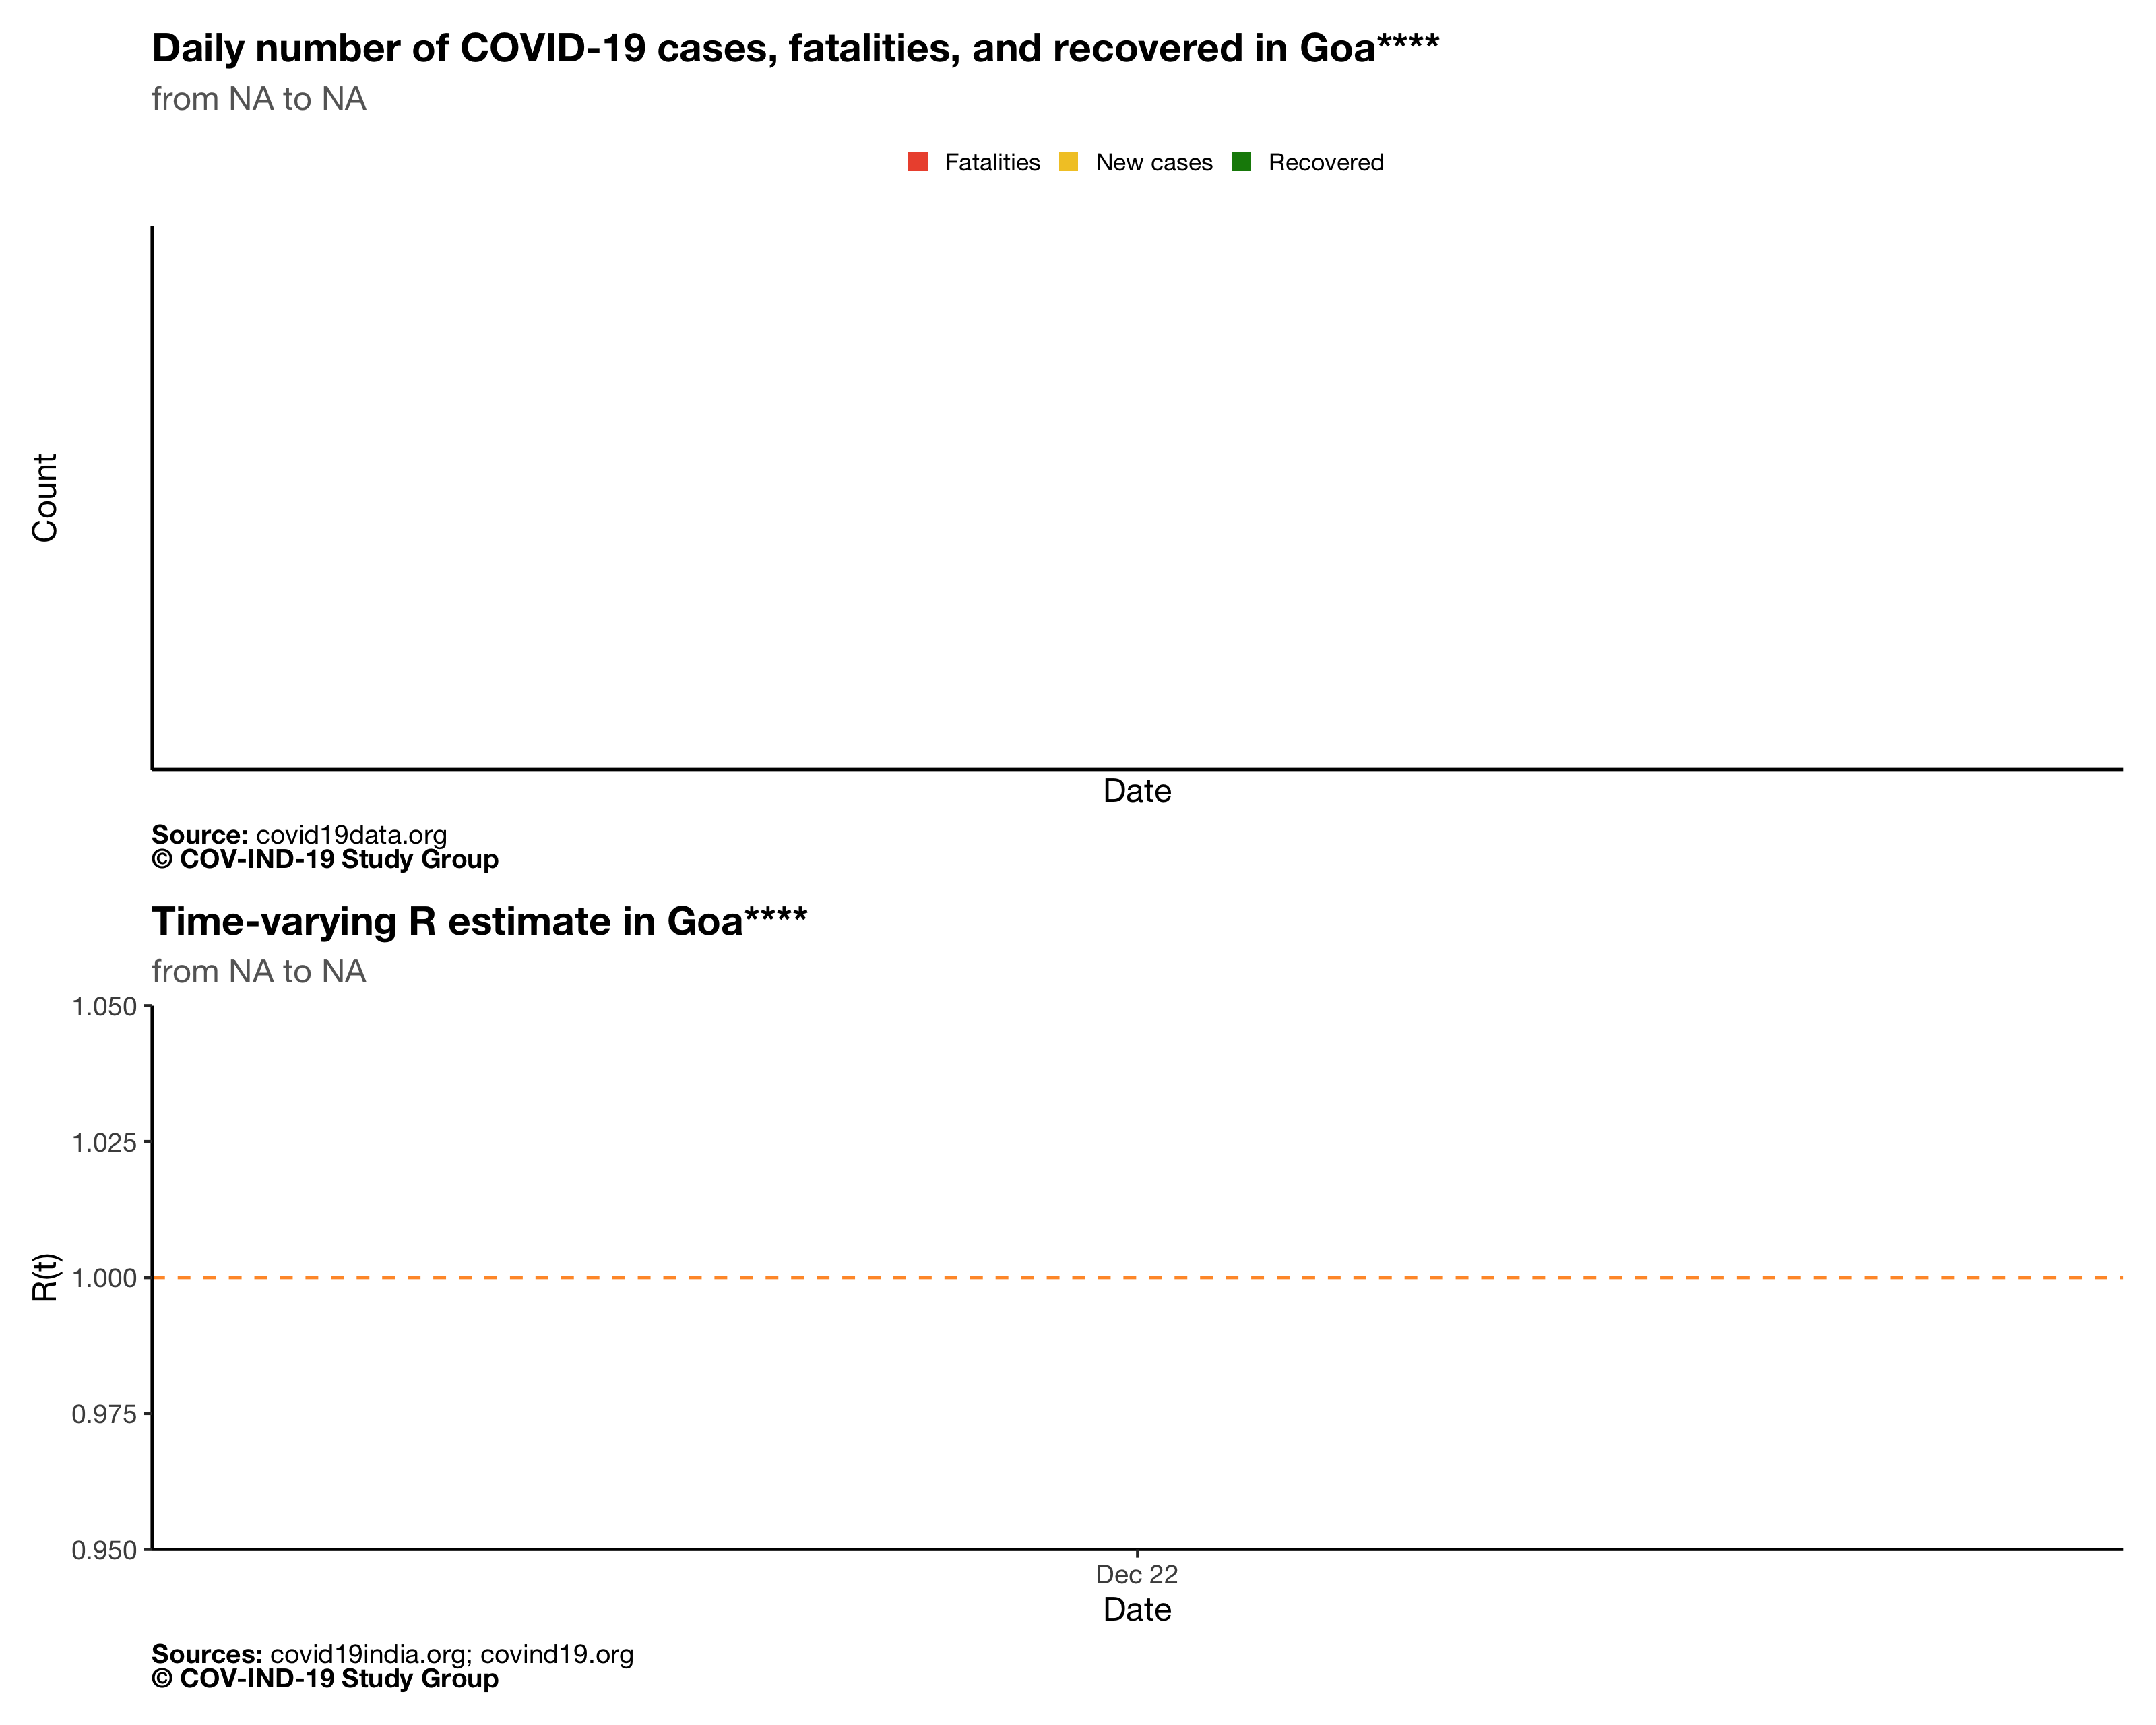 Daily number of COVID-19 cases, fatalities, and recovered in Goa****
from NA to NA
Fatalities New cases Recovered
Count
Date
Source: covid19data.org
© COV-IND-19 Study Group
Time-varying R estimate in Goa****
from NA to NA
1.050
1.025
1.000
0.975
0.950
R(t)
Dec 22
Date
Sources: covid19india.org; covind19.org
© COV-IND-19 Study Group